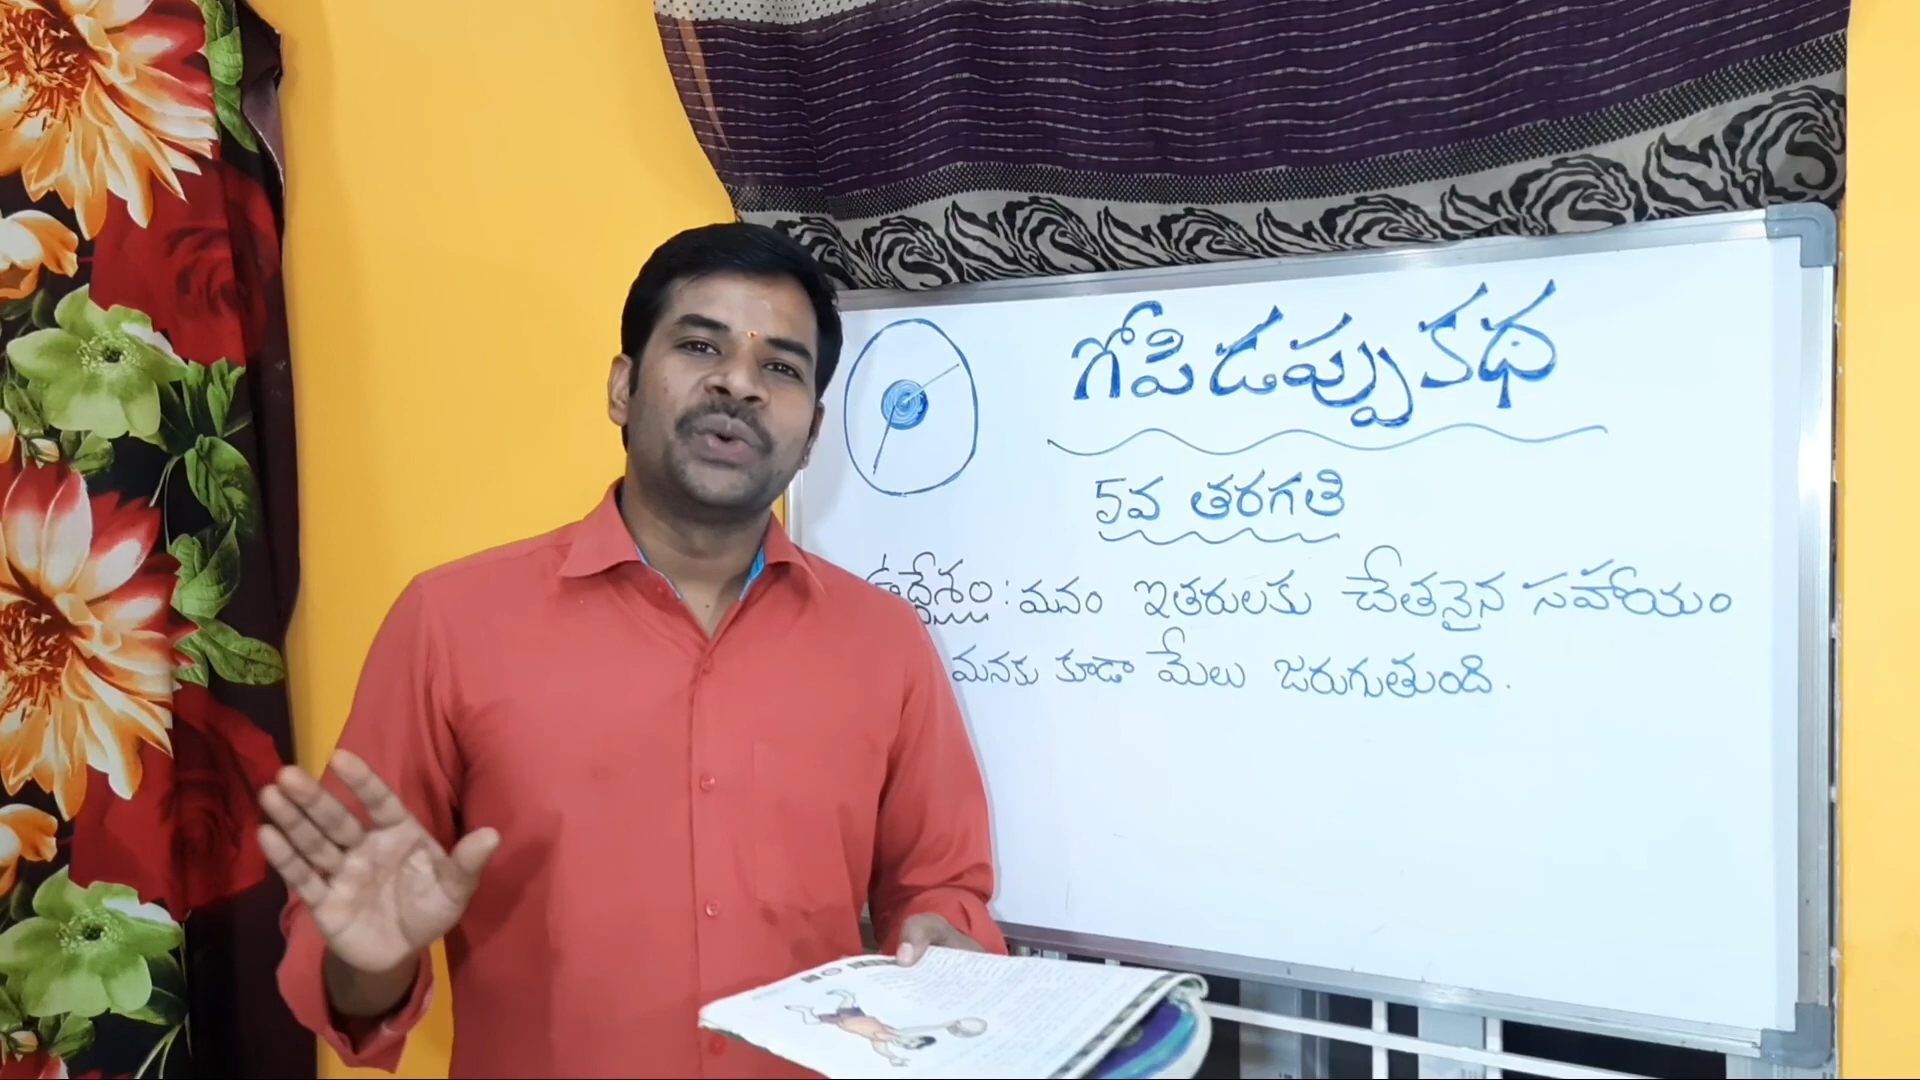 గోపి డప్పు కథ
5వ తరగతి
ఉద్దేశ్యం : మనం ఇతరులకు చేతనైన సహాయం
మనకు కూడా మేలు జరుగుతుంది.